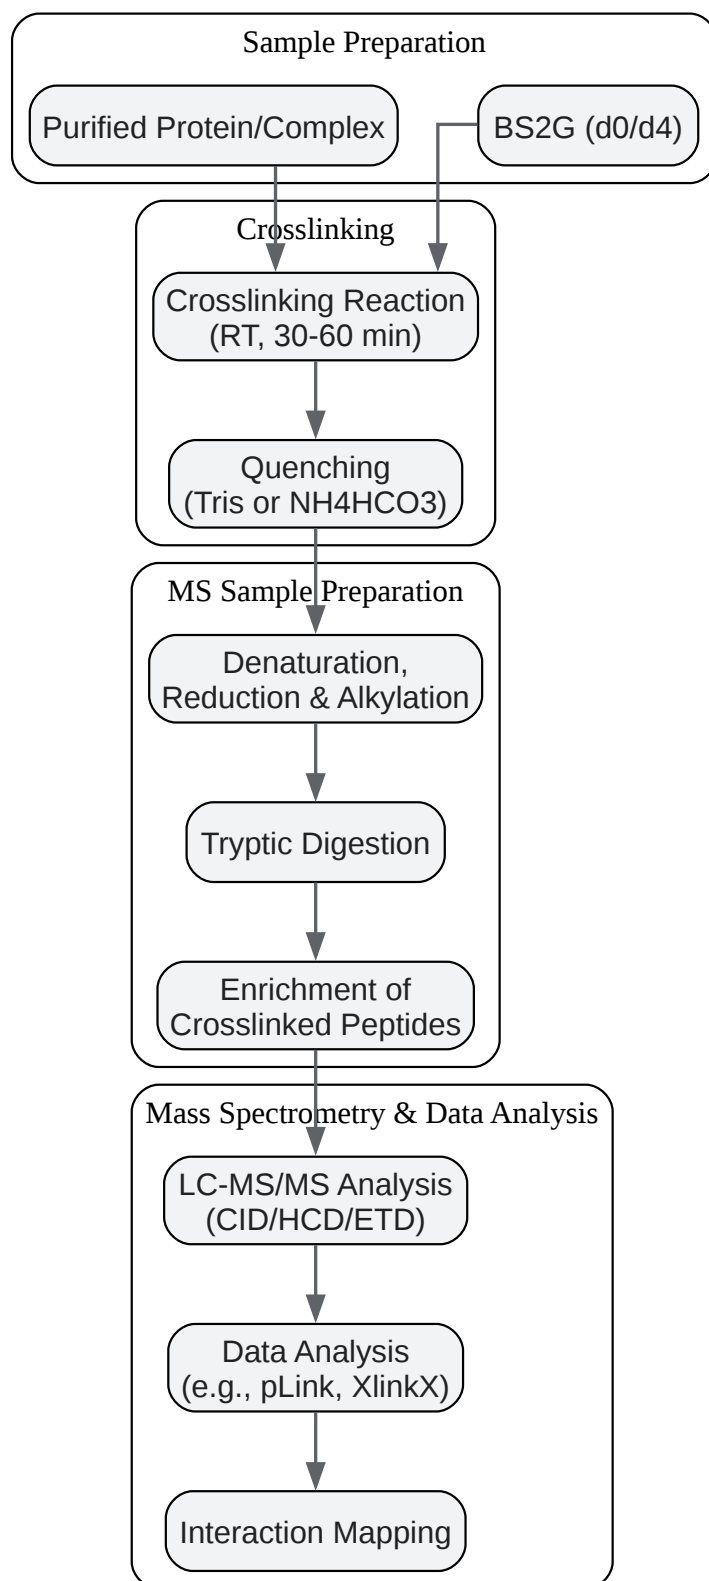 Sample Preparation
Purified Protein/Complex
BS2G (d0/d4)
Crosslinking
Crosslinking Reaction
(RT, 30-60 min)
Quenching
(Tris or NH4HCO3)
MS Sample Preparation
Denaturation,
Reduction & Alkylation
Tryptic Digestion
Enrichment of
Crosslinked Peptides
Mass Spectrometry & Data Analysis
LC-MS/MS Analysis
(CID/HCD/ETD)
Data Analysis
(e.g., pLink, XlinkX)
Interaction Mapping